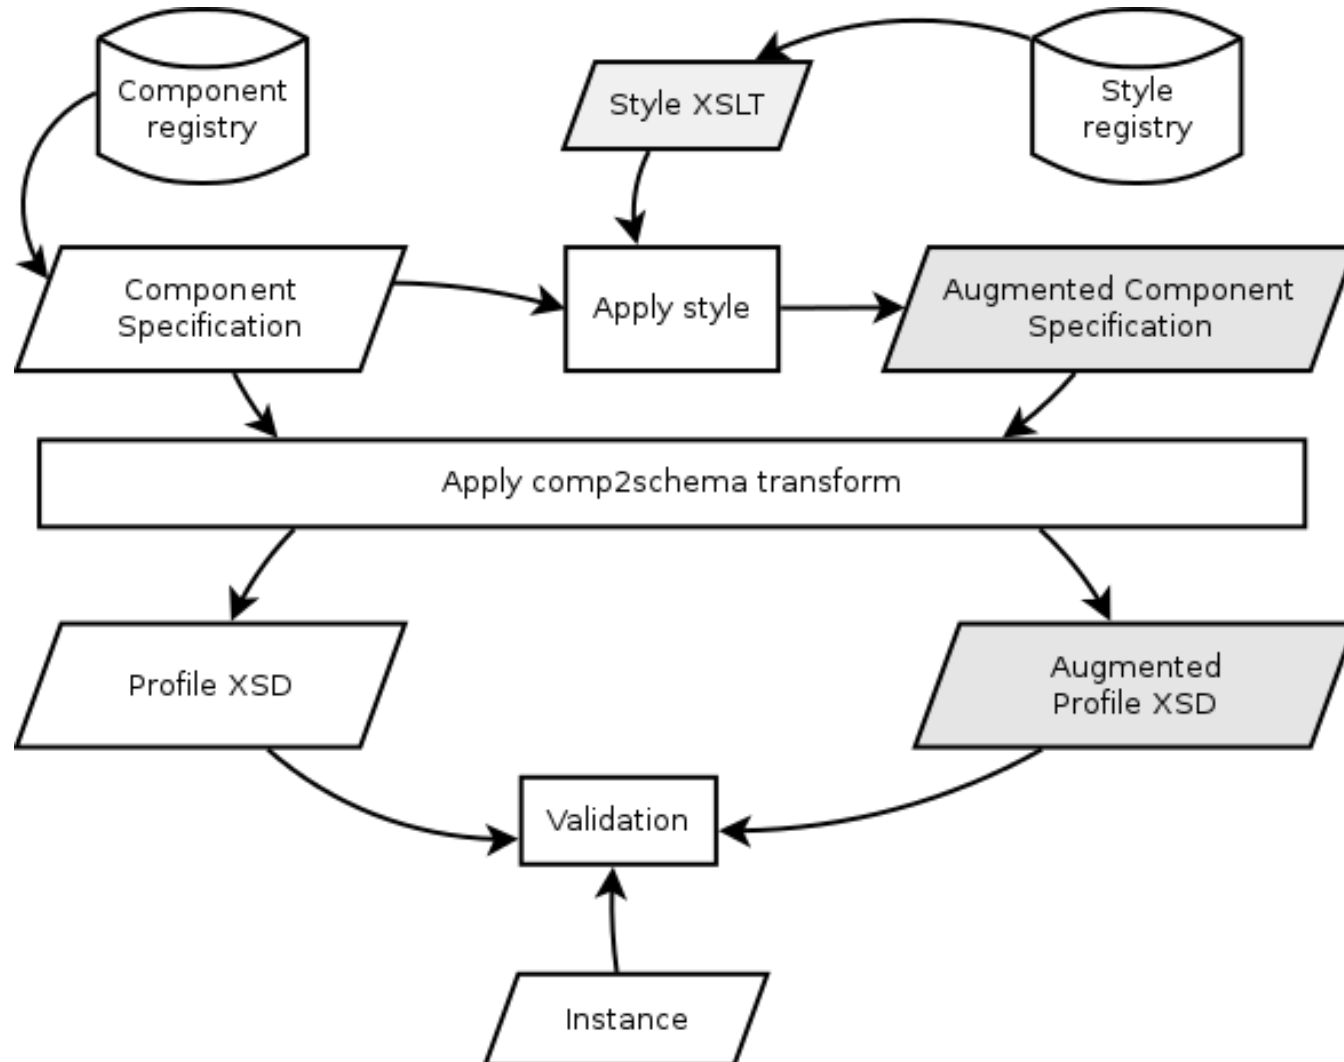 Component
registry
Style XSLT
Style
registry
Component
Specification
Apply style
Augmented Component
Specification
Apply comp2schema transform
Profile XSD
Augmented
Profile XSD
Validation
Instance